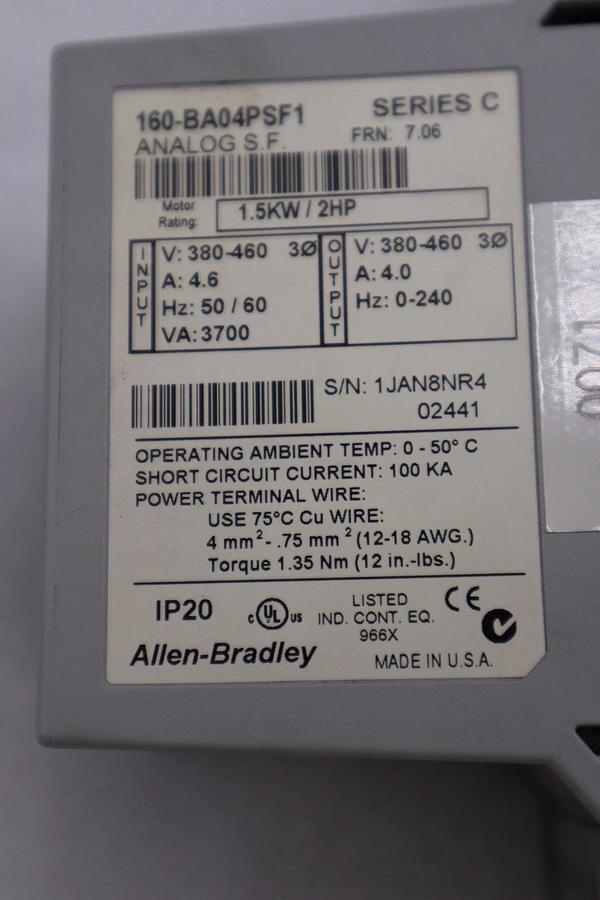 160-BA04PSF1 SERIES C
ANALOG S.F. FRN: 7.06
Motor Rating: 1.5KW / 2HP
INPUT
V: 380-460 3Ø
A: 4.6
Hz: 50 / 60
VA: 3700
OUTPUT
V: 380-460 3Ø
A: 4.0
Hz: 0-240
S/N: 1JAN8NR4
02441
OPERATING AMBIENT TEMP: 0 - 50° C
SHORT CIRCUIT CURRENT: 100 KA
POWER TERMINAL WIRE:
USE 75°C Cu WIRE:
4 mm² - .75 mm² (12-18 AWG.)
Torque 1.35 Nm (12 in.-lbs.)
IP20 c UL us LISTED CE
IND. CONT. EQ.
966X
Allen-Bradley MADE IN U.S.A.